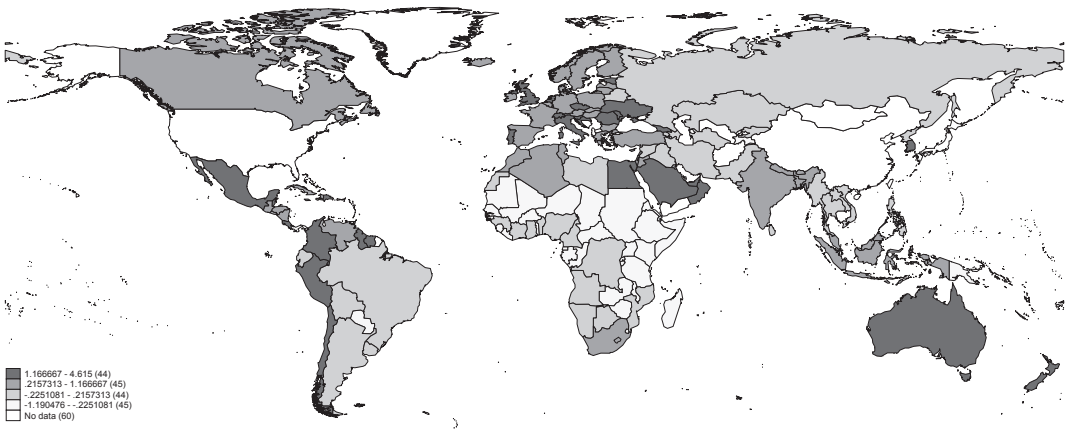 1.166667 - 4.615 (44)
.2157313 - 1.166667 (45)
-.2251081 - .2157313 (44)
-1.190476 - -.2251081 (45)
No data (60)